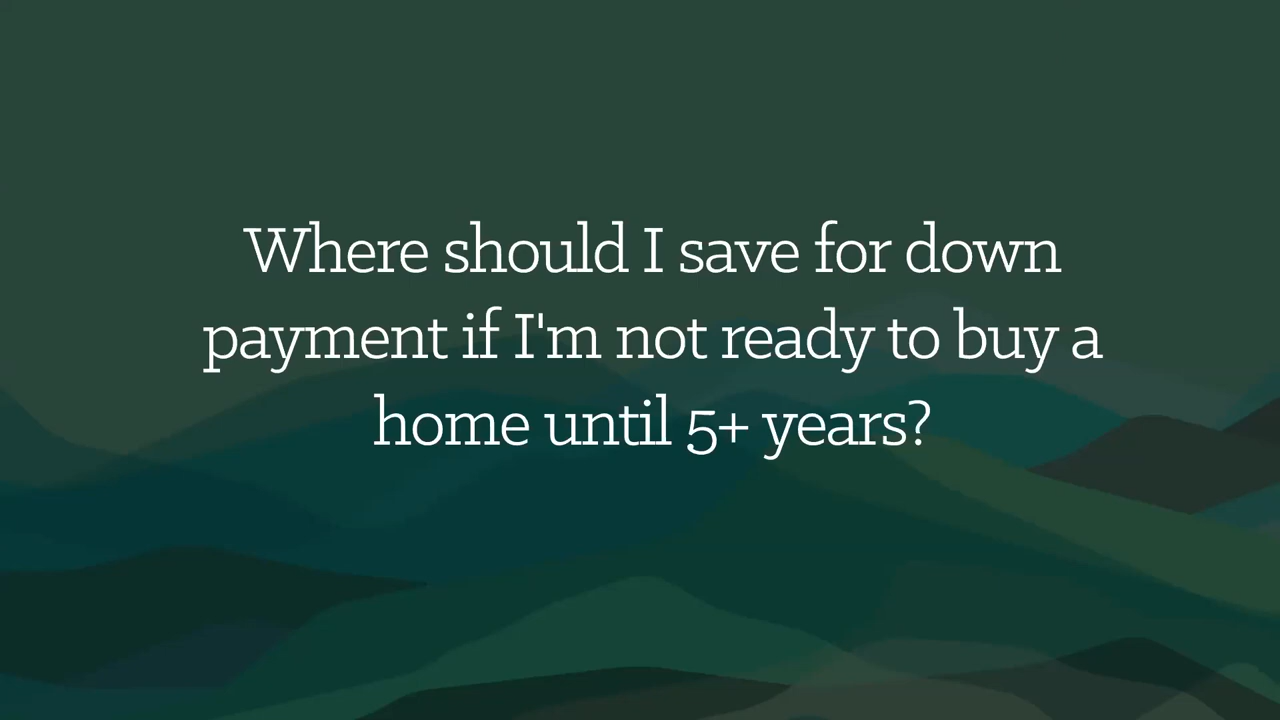 Where should I save for down
payment if I'm not ready to buy a
home until 5+ years?